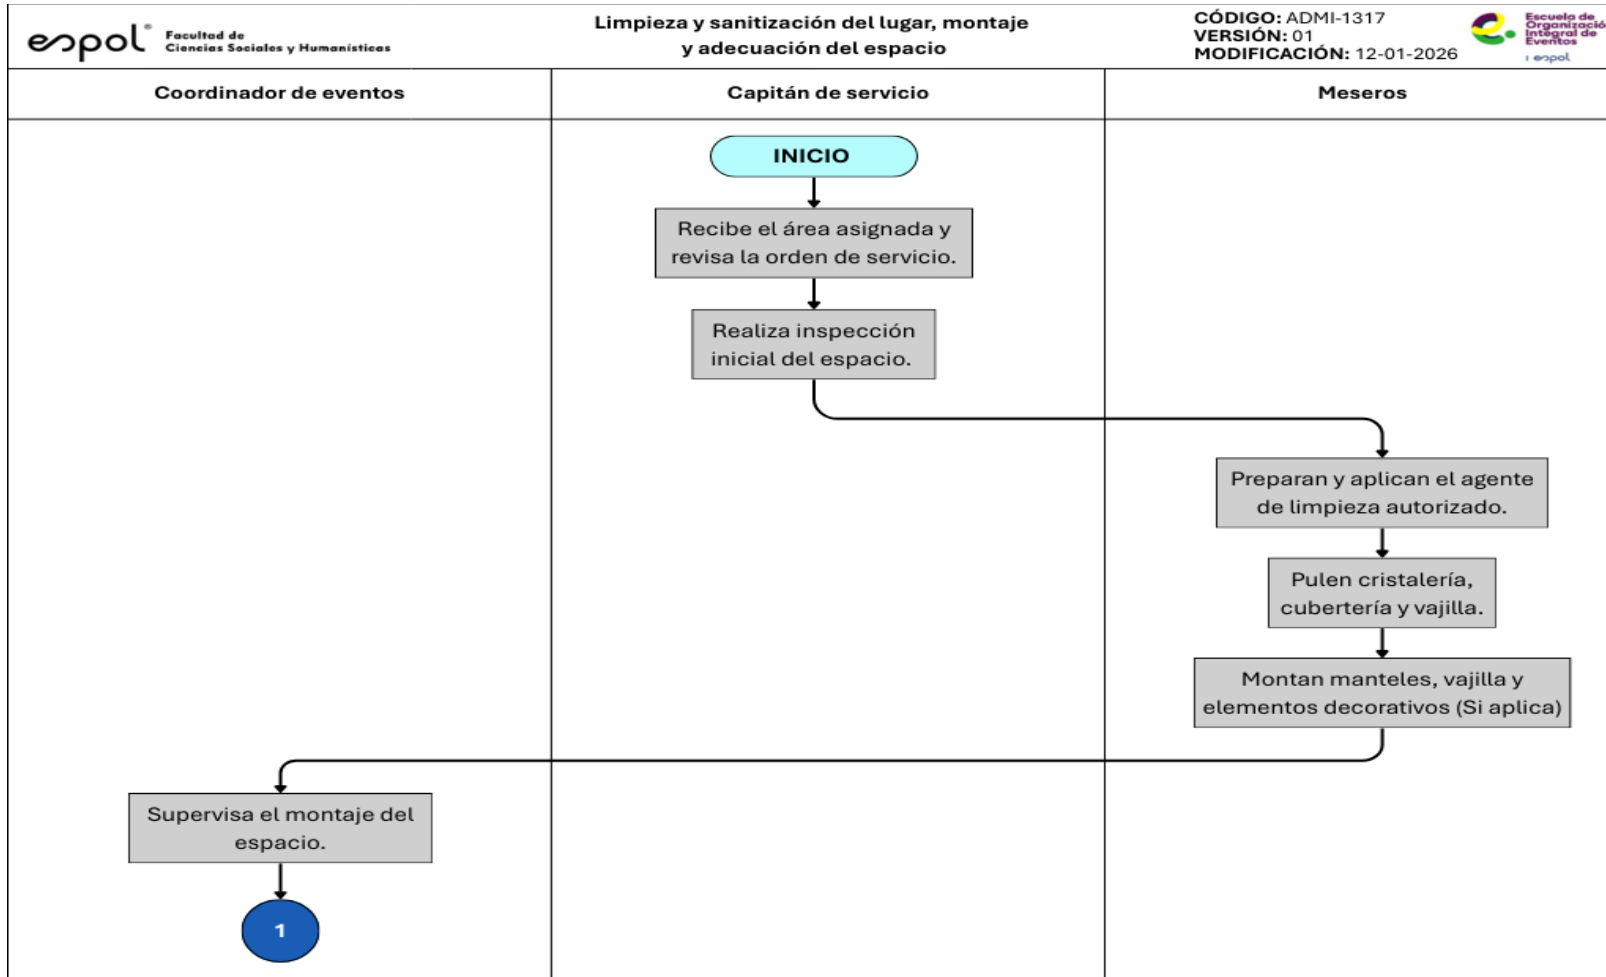 espol
Facultad de
Ciencias Sociales y Humanísticas
Limpieza y sanitización del lugar, montaje
y adecuación del espacio
CÓDIGO: ADMI-1317
VERSIÓN: 01
MODIFICACIÓN: 12-01-2026
Escuela de
Organizació
Integral de
Eventos
espol
Coordinador de eventos
Capitán de servicio
Meseros
INICIO
Recibe el área asignada y
revisa la orden de servicio.
Realiza inspección
inicial del espacio.
Preparan y aplican el agente
de limpieza autorizado.
Pulen cristalería,
cubertería y vajilla.
Montan manteles, vajilla y
elementos decorativos (Si aplica)
Supervisa el montaje del
espacio.
1